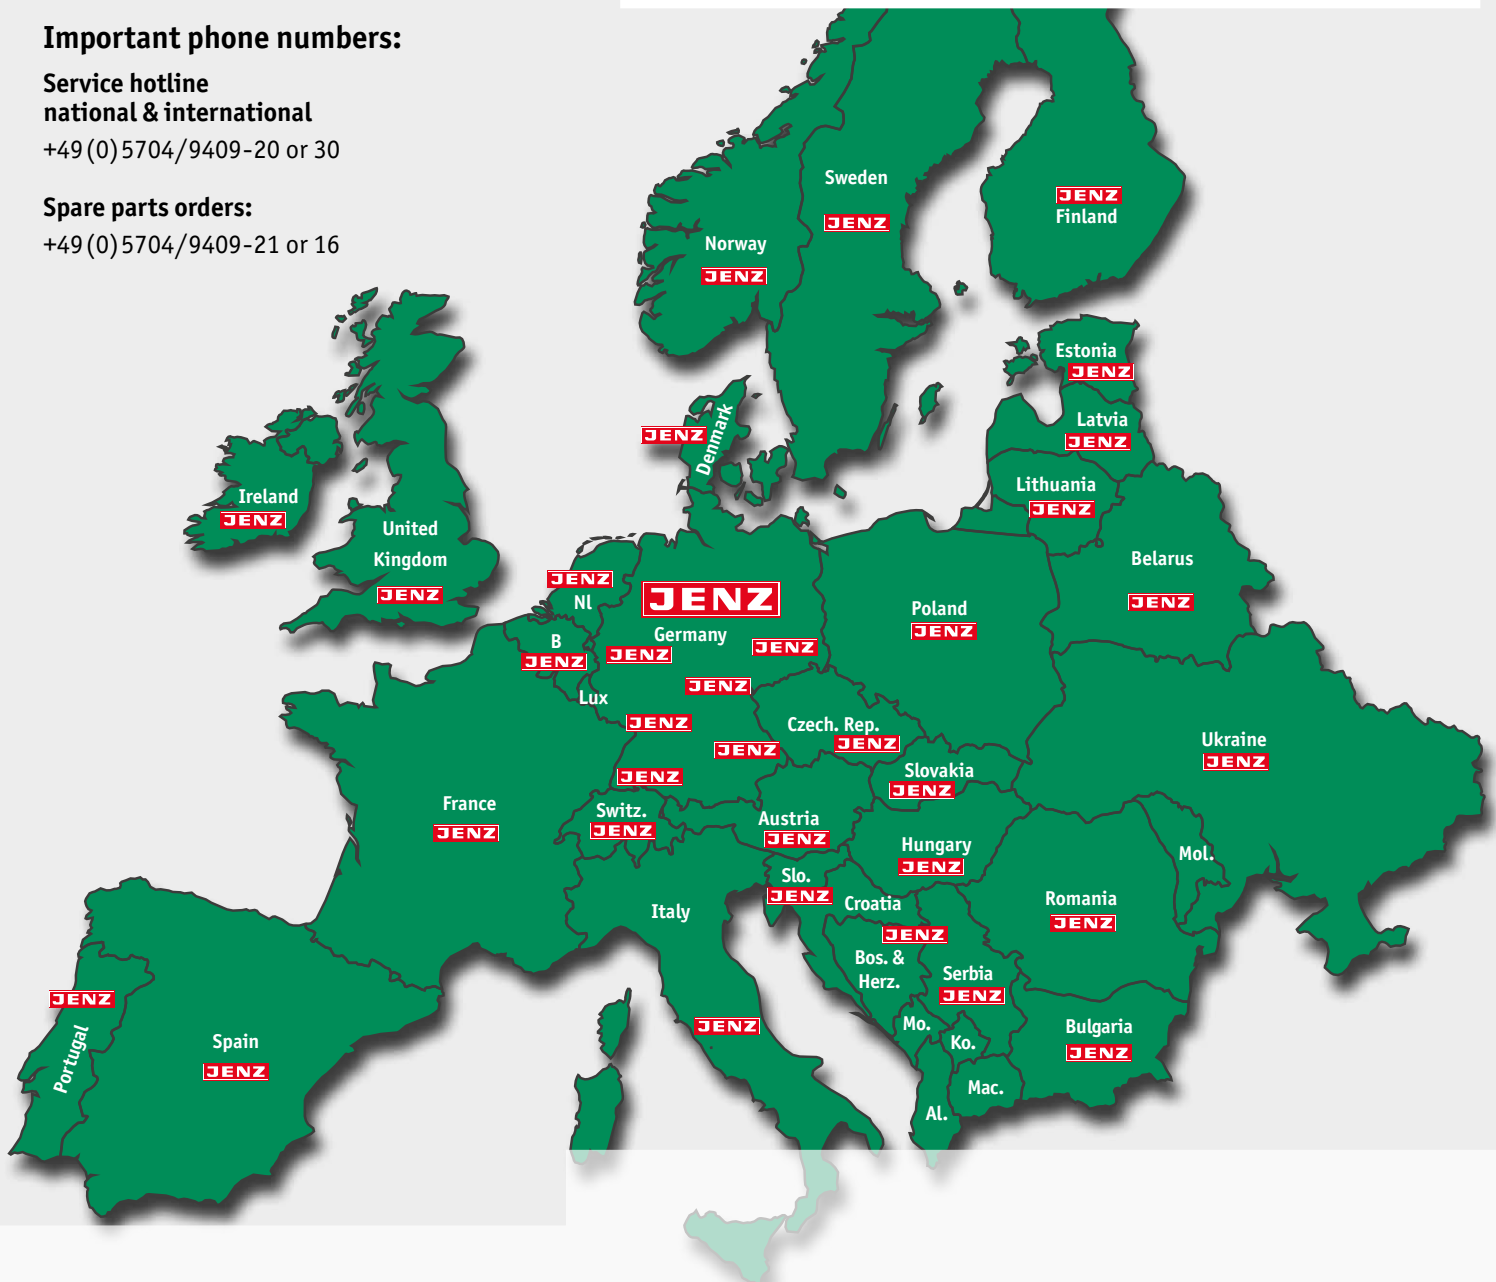 Important phone numbers:
Service hotline
national & international
+49 (0) 5704/9409-20 or 30
Spare parts orders:
+49 (0) 5704/9409-21 or 16
Sweden
JENZ
Norway
JENZ
JENZ
Finland
Estonia
JENZ
Latvia
JENZ
Lithuania
JENZ
Denmark
JENZ
Ireland
JENZ
United
Kingdom
JENZ
Belarus
JENZ
JENZ
Nl
JENZ
Germany
JENZ
JENZ
JENZ
JENZ
JENZ
JENZ
B
JENZ
Lux
Poland
JENZ
Czech. Rep.
JENZ
Slovakia
JENZ
Ukraine
JENZ
France
JENZ
Switz.
JENZ
Austria
JENZ
Hungary
JENZ
Mol.
Slo.
JENZ
Croatia
JENZ
Romania
JENZ
Italy
JENZ
Bos. &
Herz.
Serbia
JENZ
Mo.
Ko.
Bulgaria
JENZ
Mac.
Al.
JENZ
Portugal
Spain
JENZ